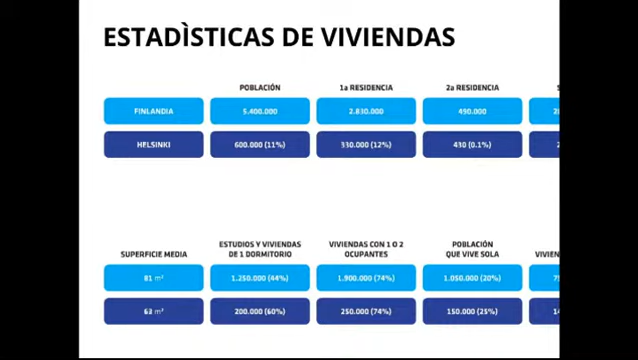 ESTADÌSTICAS DE VIVIENDAS
POBLACIÓN 1a RESIDENCIA 2a RESIDENCIA
FINLANDIA 5.400.000 2.830.000 490.000
HELSINKI 600.000 (11%) 330.000 (12%) 430 (0.1%)
SUPERFICIE MEDIA
ESTUDIOS Y VIVIENDAS
DE 1 DORMITORIO
VIVIENDAS CON 1 O 2
OCUPANTES
POBLACIÓN
QUE VIVE SOLA
81 m² 1.250.000 (44%) 1.900.000 (74%) 1.050.000 (20%)
63 m² 200.000 (60%) 250.000 (74%) 150.000 (25%)